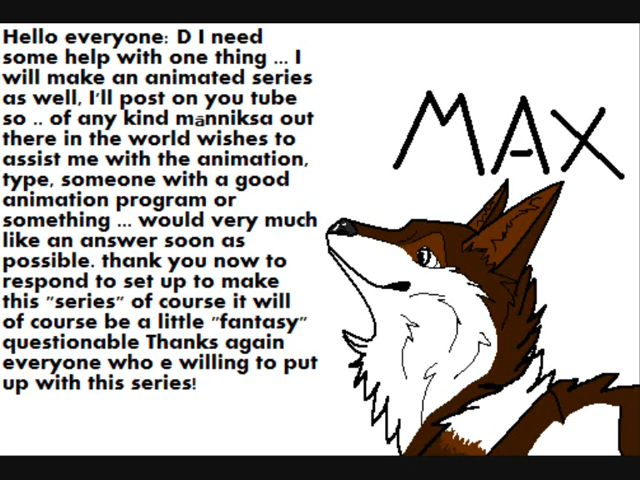 Hello everyone: D I need
some help with one thing ... I
will make an animated series
as well, I'll post on you tube
so .. of any kind männiksa out
there in the world wishes to
assist me with the animation,
type, someone with a good
animation program or
something ... would very much
like an answer soon as
possible. thank you now to
respond to set up to make
this "series" of course it will
of course be a little "fantasy"
questionable Thanks again
everyone who e willing to put
up with this series!
MAX